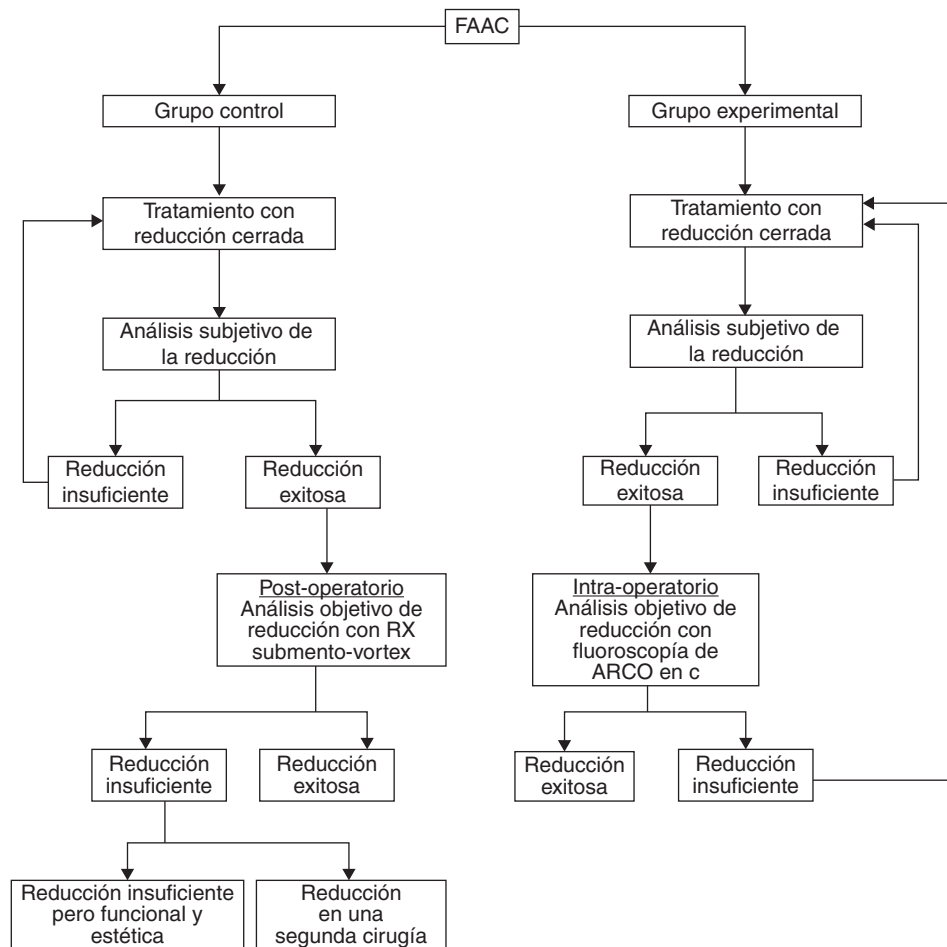 FAAC
Grupo control
Grupo experimental
Tratamiento con
reducción cerrada
Tratamiento con
reducción cerrada
Análisis subjetivo de
la reducción
Análisis subjetivo de
la reducción
Reducción
insuficiente
Reducción
exitosa
Reducción
exitosa
Reducción
insuficiente
Post-operatorio
Análisis objetivo de
reducción con RX
submento-vortex
Intra-operatorio
Análisis objetivo de
reducción con
fluoroscopía de
ARCO en c
Reducción
insuficiente
Reducción
exitosa
Reducción
exitosa
Reducción
insuficiente
Reducción insuficiente
pero funcional y
estética
Reducción
en una
segunda cirugía